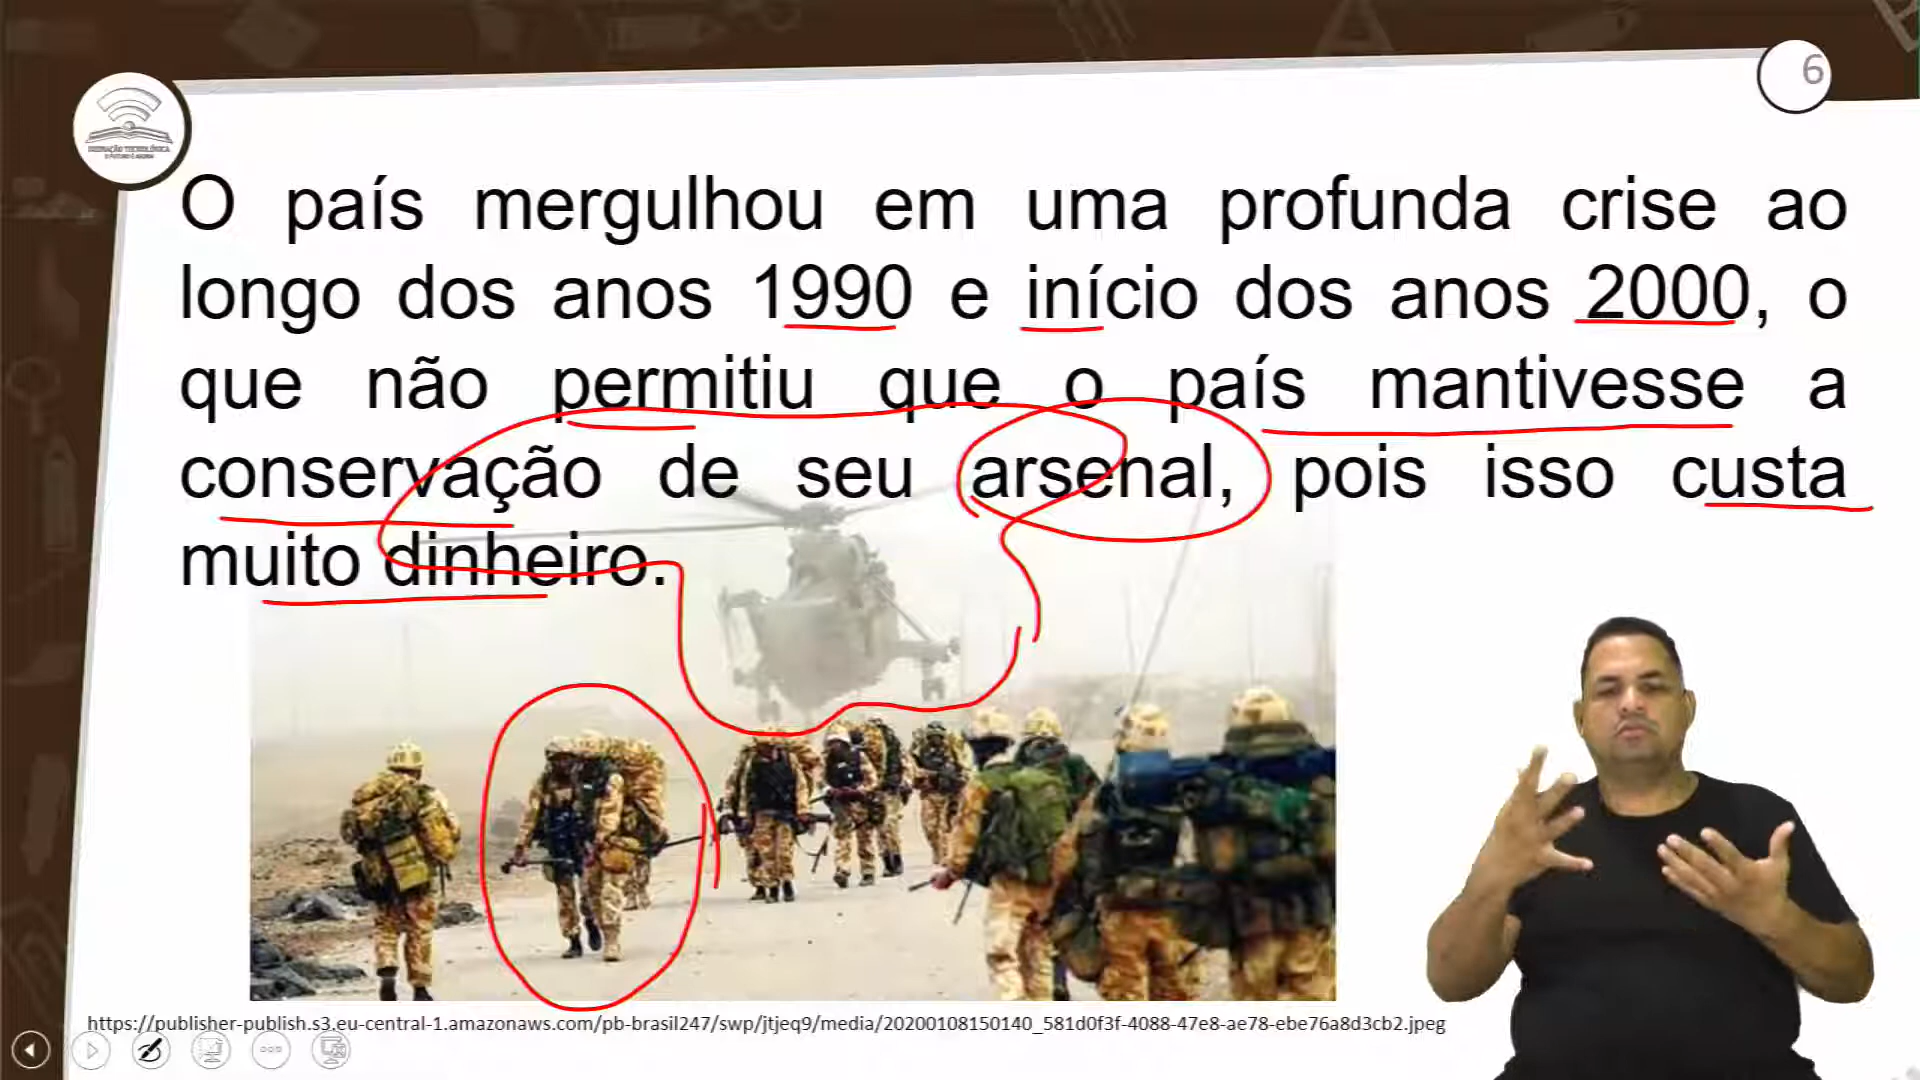 6
MEDIAÇÃO TECNOLÓGICA
O país mergulhou em uma profunda crise ao
longo dos anos 1990 e início dos anos 2000, o
que não permitiu que o país mantivesse a
conservação de seu arsenal, pois isso custa
muito dinheiro.
https://publisher-publish.s3.eu-central-1.amazonaws.com/pb-brasil247/swp/jtjeq9/media/20200108150140_581d0f3f-4088-47e8-ae78-ebe76a8d3cb2.jpeg